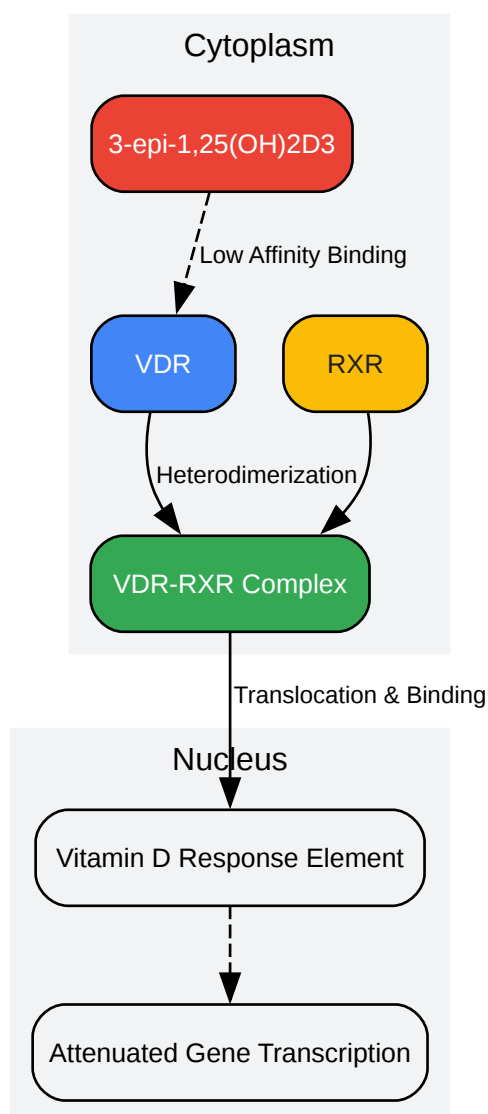 Cytoplasm
3-epi-1,25(OH)2D3
Low Affinity Binding
VDR
RXR
Heterodimerization
VDR-RXR Complex
Translocation & Binding
Nucleus
Vitamin D Response Element
Attenuated Gene Transcription